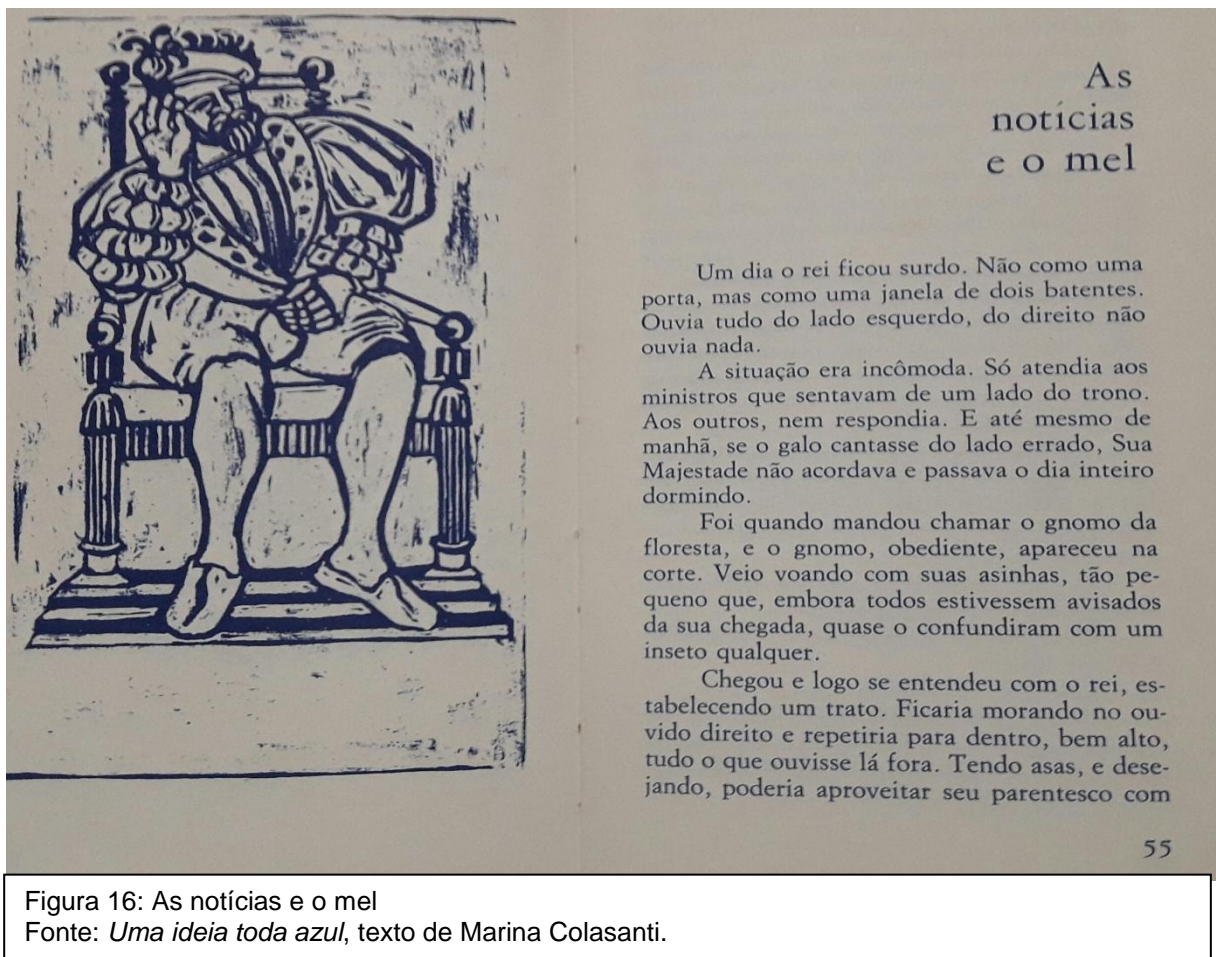 As
notícias
e o mel
Um dia o rei ficou surdo. Não como uma
porta, mas como uma janela de dois batentes.
Ouvia tudo do lado esquerdo, do direito não
ouvia nada.
A situação era incômoda. Só atendia aos
ministros que sentavam de um lado do trono.
Aos outros, nem respondia. E até mesmo de
manhã, se o galo cantasse do lado errado, Sua
Majestade não acordava e passava o dia inteiro
dormindo.
Foi quando mandou chamar o gnomo da
floresta, e o gnomo, obediente, apareceu na
corte. Veio voando com suas asinhas, tão pe-
queno que, embora todos estivessem avisados
da sua chegada, quase o confundiram com um
inseto qualquer.
Chegou e logo se entendeu com o rei, es-
tabelecendo um trato. Ficaria morando no ou-
vido direito e repetiria para dentro, bem alto,
tudo o que ouvisse lá fora. Tendo asas, e dese-
jando, poderia aproveitar seu parentesco com
55
Figura 16: As notícias e o mel
Fonte: Uma ideia toda azul, texto de Marina Colasanti.